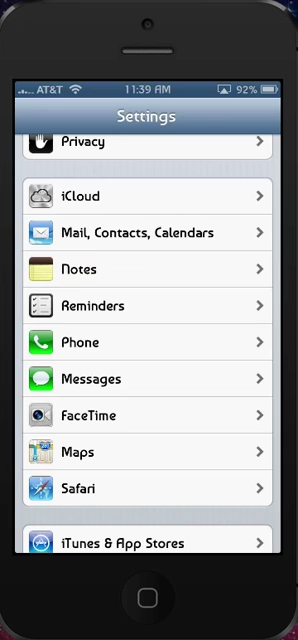 AT&T 11:39 AM 92%
Settings
Privacy
iCloud
Mail, Contacts, Calendars
Notes
Reminders
Phone
Messages
FaceTime
Maps
Safari
iTunes & App Stores